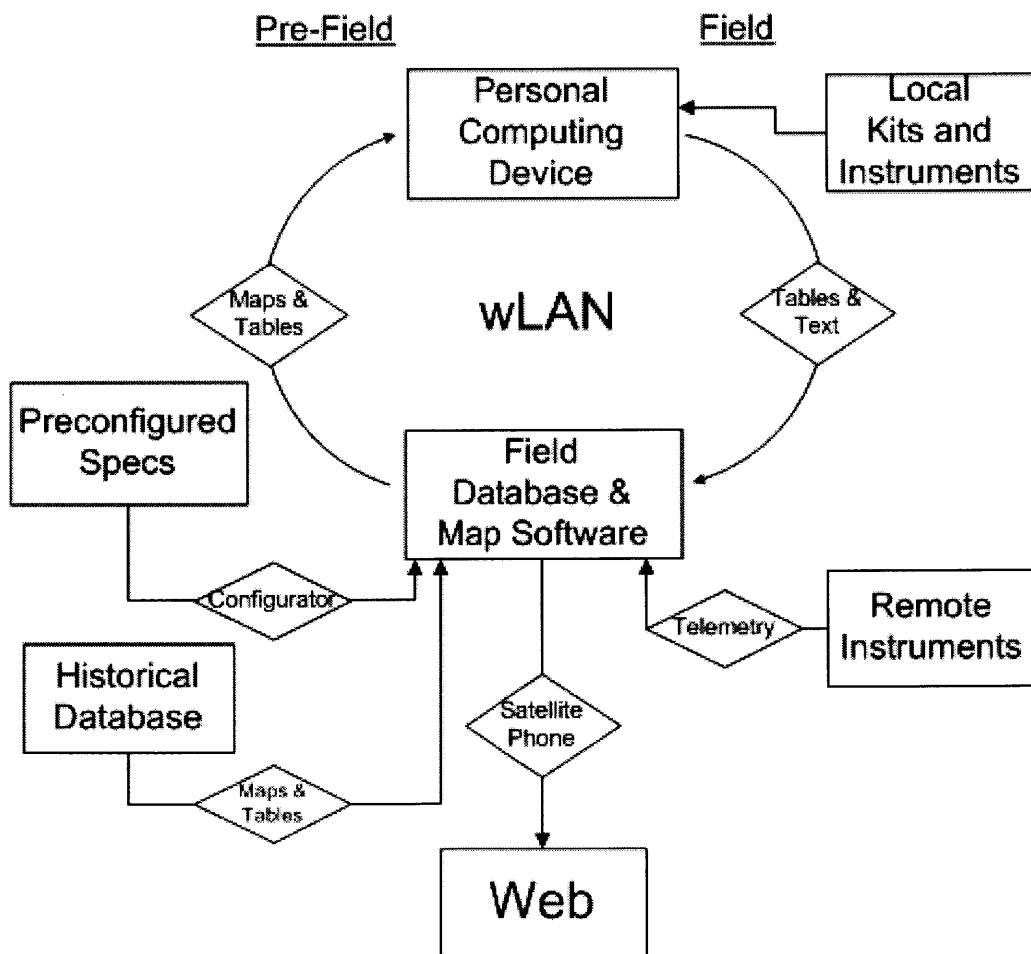 Pre-Field
Field
Personal
Computing
Device
Local
Kits and
Instruments
Maps &
Tables
wLAN
Tables &
Text
Preconfigured
Specs
Field
Database &
Map Software
Configurator
Telemetry
Remote
Instruments
Historical
Database
Satellite
Phone
Maps &
Tables
Web